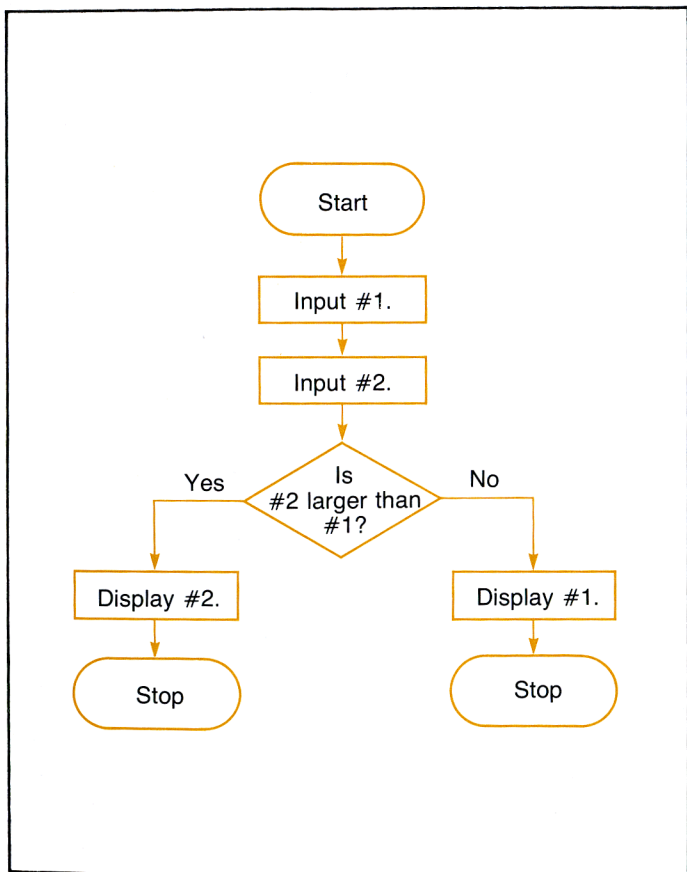 Start
Input #1.
Input #2.
Is
#2 larger than
#1?
Yes
No
Display #2.
Display #1.
Stop
Stop